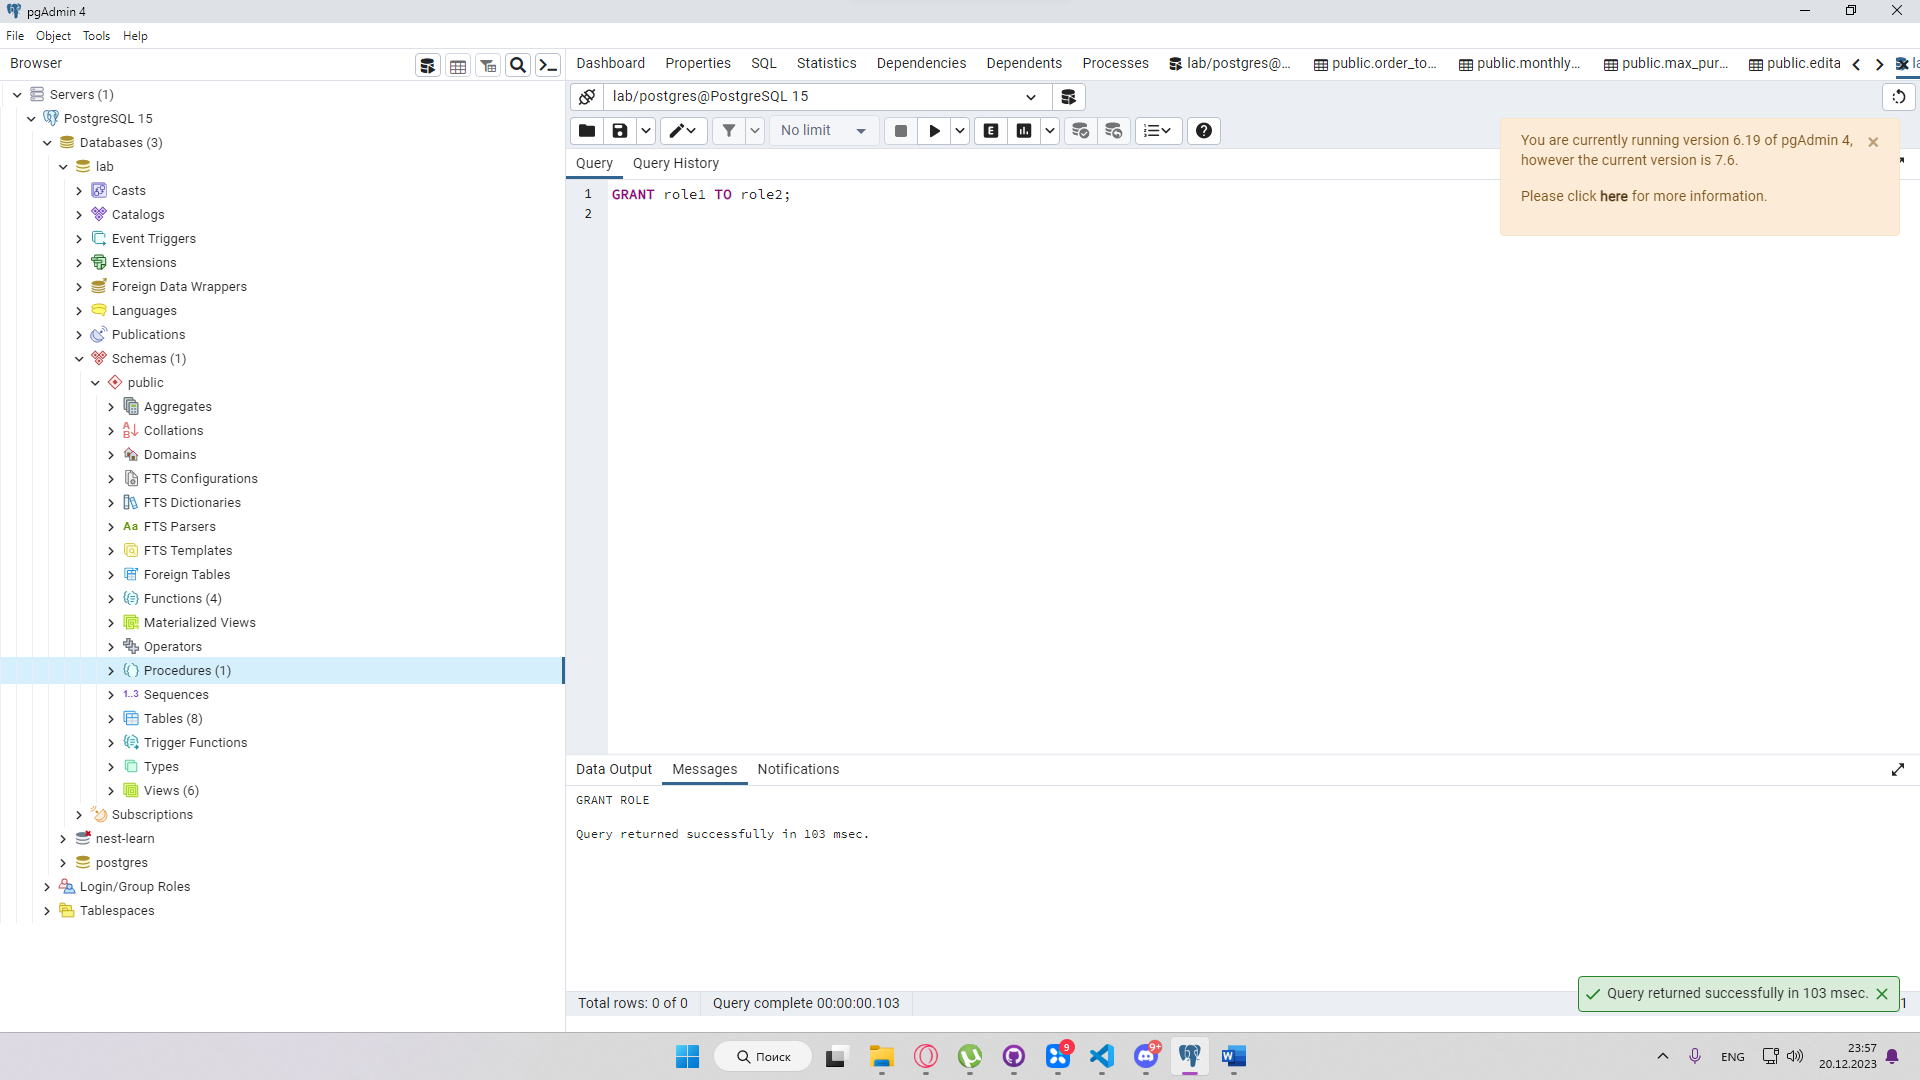 pgAdmin 4
File Object Tools Help
Browser
Dashboard Properties SQL Statistics Dependencies Dependents Processes lab/postgres@... public.order_to... public.monthly... public.max_pur... public.edita
Servers (1)
PostgreSQL 15
Databases (3)
lab
Casts
Catalogs
Event Triggers
Extensions
Foreign Data Wrappers
Languages
Publications
Schemas (1)
public
Aggregates
Collations
Domains
FTS Configurations
FTS Dictionaries
Aa FTS Parsers
FTS Templates
Foreign Tables
Functions (4)
Materialized Views
Operators
Procedures (1)
1..3 Sequences
Tables (8)
Trigger Functions
Types
Views (6)
Subscriptions
nest-learn
postgres
Login/Group Roles
Tablespaces
lab/postgres@PostgreSQL 15
No limit
E
Query Query History
1 GRANT role1 TO role2;
2
You are currently running version 6.19 of pgAdmin 4,
however the current version is 7.6.
Please click here for more information.
Data Output Messages Notifications
GRANT ROLE
Query returned successfully in 103 msec.
Total rows: 0 of 0 Query complete 00:00:00.103
Query returned successfully in 103 msec.
1
Поиск
9
9+
ENG
23:57
20.12.2023